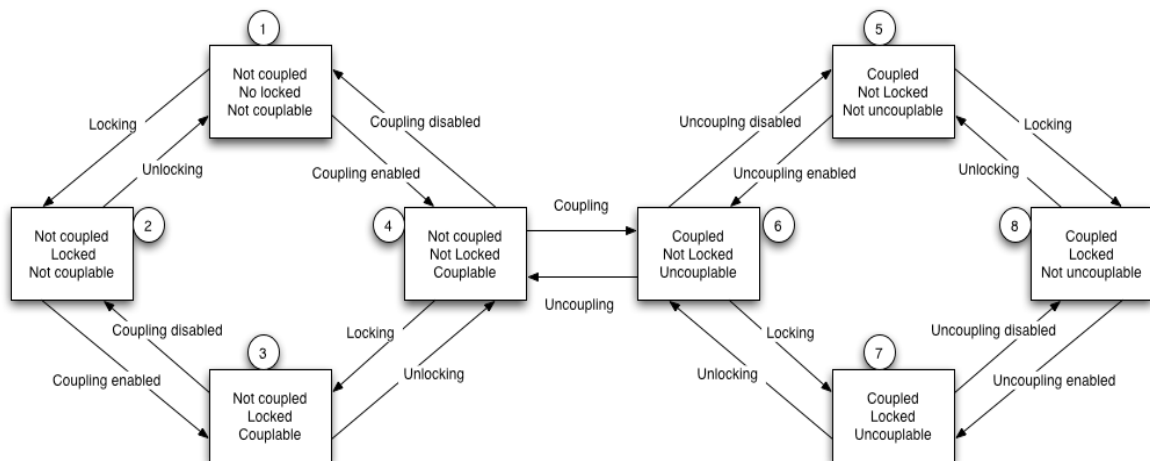 1
Not coupled
No locked
Not couplable
5
Coupled
Not Locked
Not uncouplable
Locking
Coupling disabled
Uncouplng disabled
Locking
Unlocking
Coupling enabled
Uncoupling enabled
Unlocking
2
Not coupled
Locked
Not couplable
4
Not coupled
Not Locked
Couplable
Coupling
Uncoupling
6
Coupled
Not Locked
Uncouplable
8
Coupled
Locked
Not uncouplable
Coupling disabled
Locking
Locking
Uncoupling disabled
Coupling enabled
Unlocking
Unlocking
Uncoupling enabled
3
Not coupled
Locked
Couplable
7
Coupled
Locked
Uncouplable